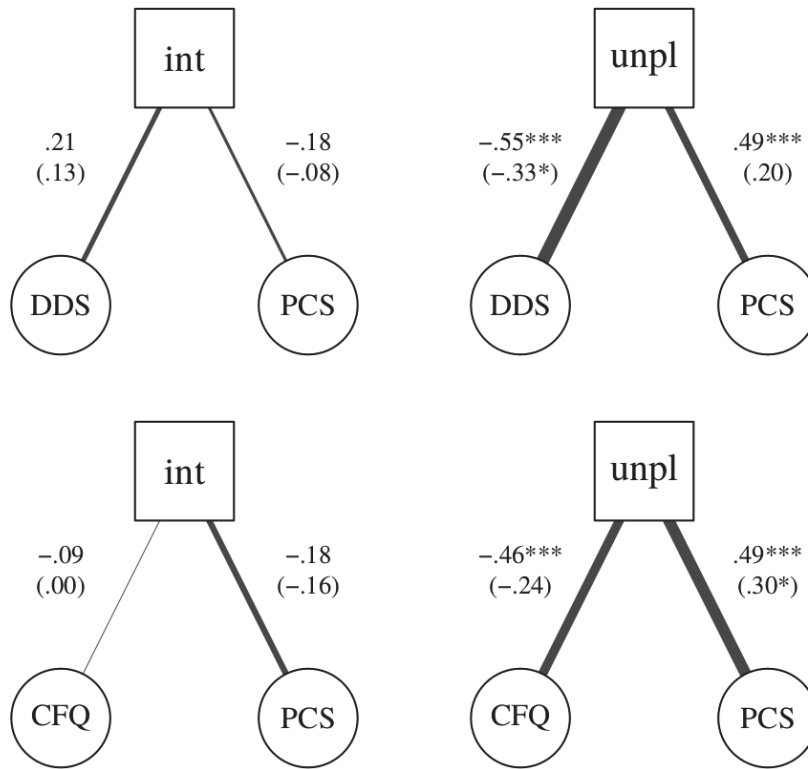 int
unpl
.21
(.13)
−.18
(−.08)
−.55***
(−.33*)
.49***
(.20)
DDS
PCS
DDS
PCS
int
unpl
−.09
(.00)
−.18
(−.16)
−.46***
(−.24)
.49***
(.30*)
CFQ
PCS
CFQ
PCS